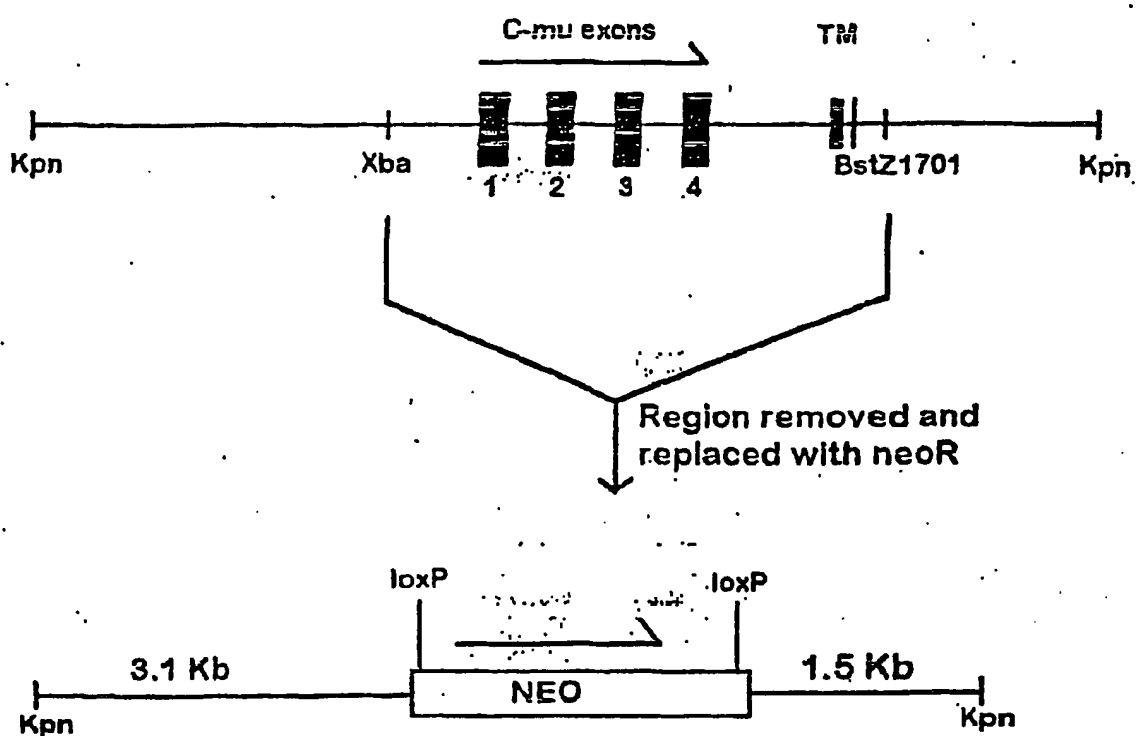 C-mu exons
TM
Kpn
Xba
BstZ1701
Kpn
1
2
3
4
Region removed and
replaced with neoR
loxP
loxP
3.1 Kb
NEO
1.5 Kb
Kpn
Kpn